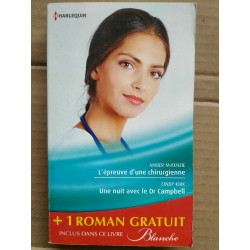 HARLEQUIN
AMBER MCKENZIE
L'épreuve d'une chirurgienne
CINDY KIRK
Une nuit avec le Dr Campbell
+ 1 ROMAN GRATUIT
INCLUS DANS CE LIVRE
Blanche